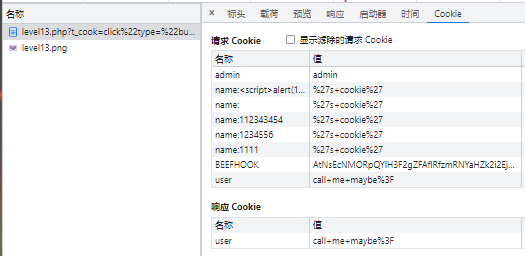 名称
level13.php?t_cook=click%22type=%22bu...
level13.png
标头 载荷 预览 响应 启动器 时间 Cookie
请求 Cookie 显示滤除的请求 Cookie
名称 值
admin admin
name:<script>alert(1... %27s+cookie%27
name: %27s+cookie%27
name:112343454 %27s+cookie%27
name:1234556 %27s+cookie%27
name:1111 %27s+cookie%27
BEEFHOOK
user call+me+maybe%3F
响应 Cookie
名称 值
user call+me+maybe%3F